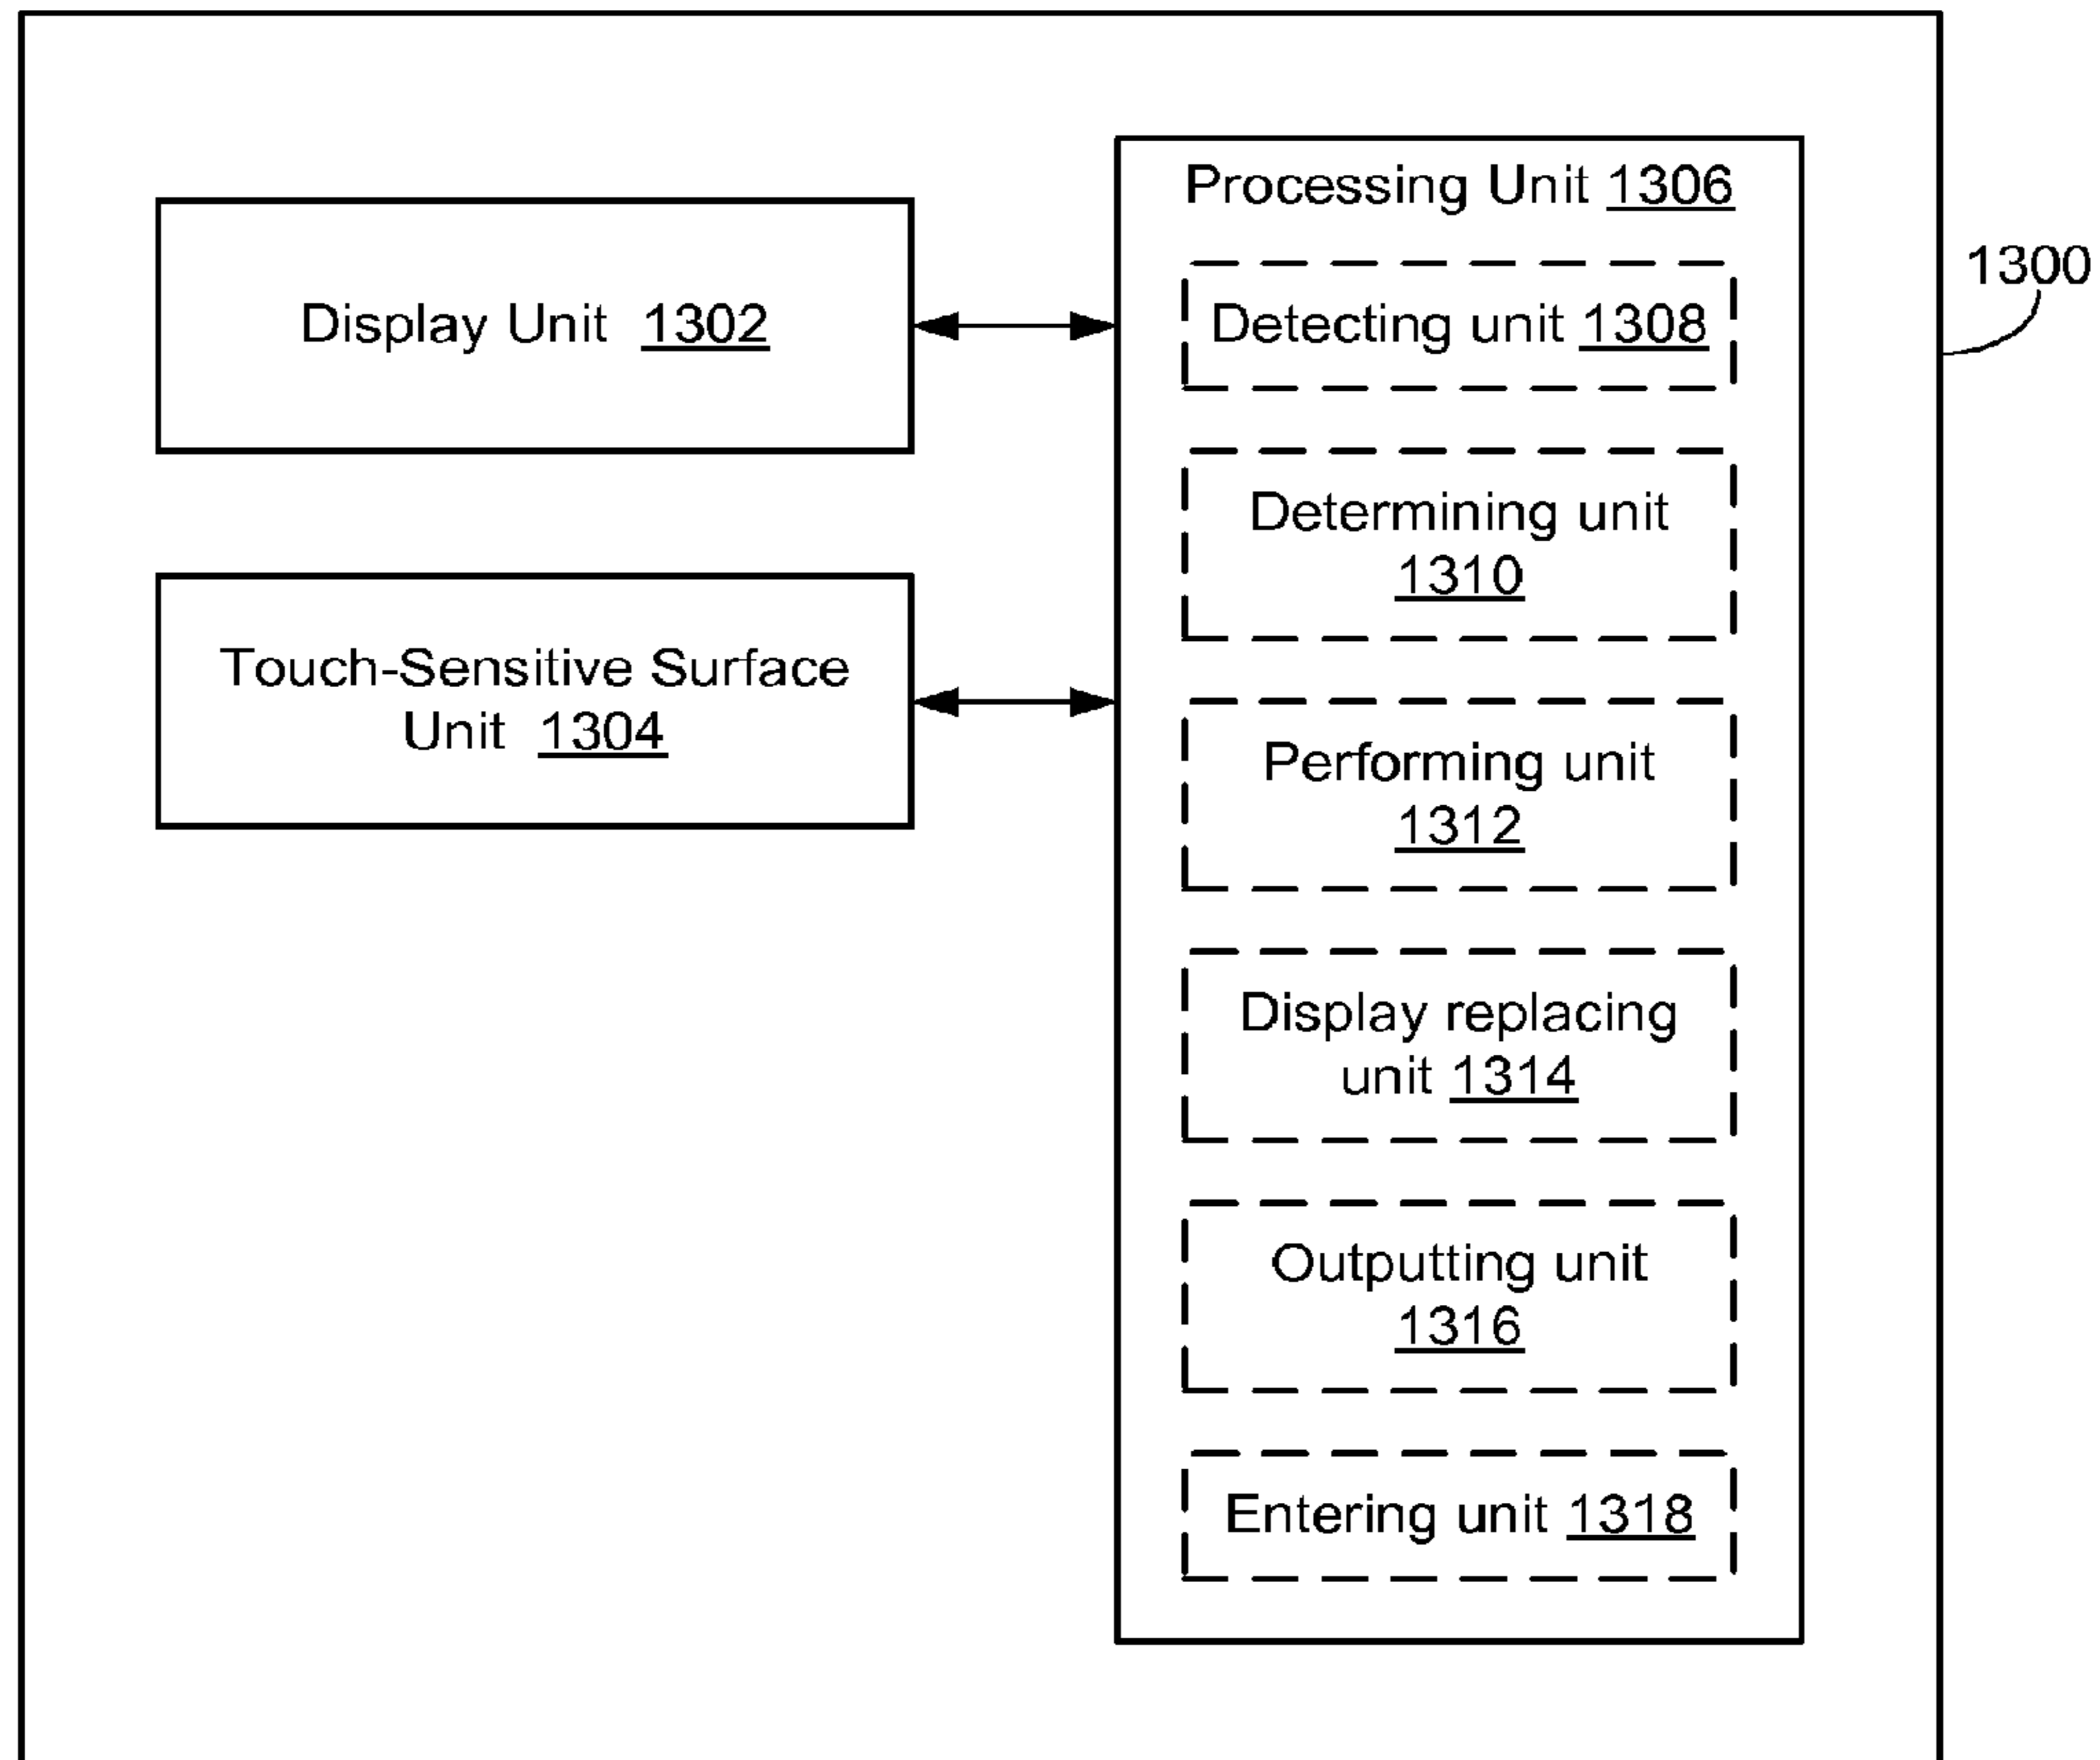 Processing Unit 1306
Display Unit 1302
Detecting unit 1308
1300
Determining unit
1310
Touch-Sensitive Surface
Unit 1304
Performing unit
1312
Display replacing
unit 1314
Outputting unit
1316
Entering unit 1318